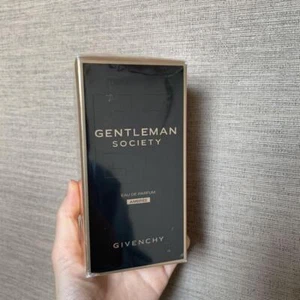 GENTLEMAN
SOCIETY
EAU DE PARFUM
GIVENCHY